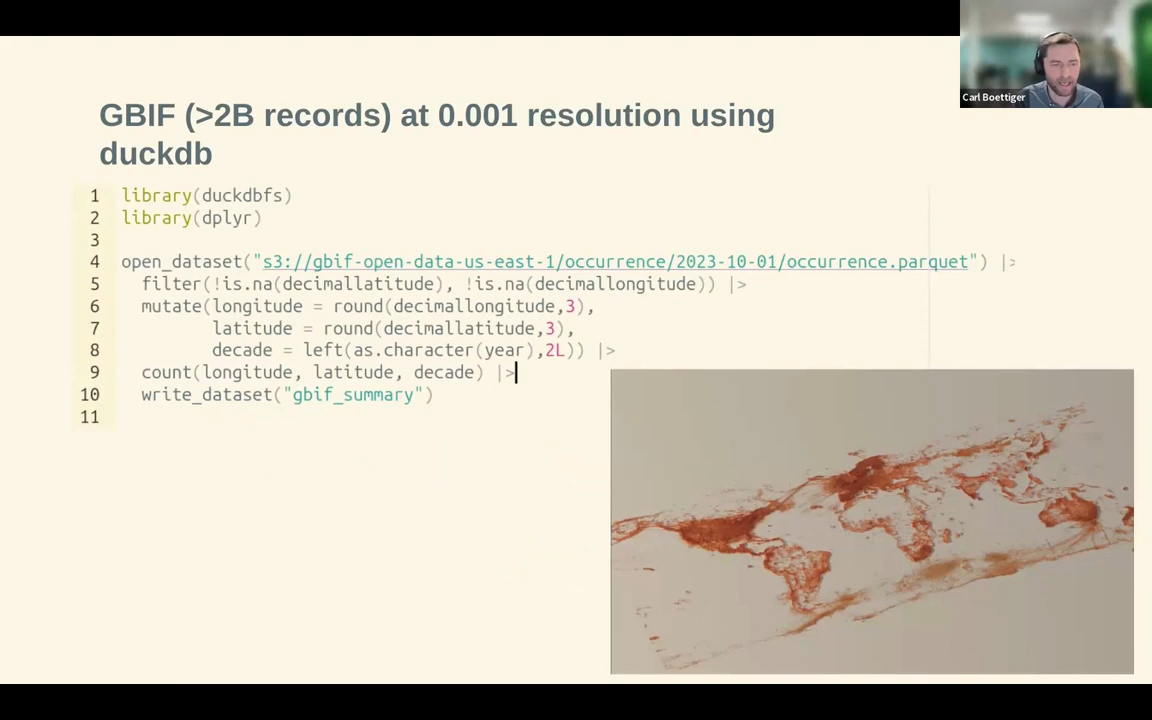 Carl Boettiger
GBIF (>2B records) at 0.001 resolution using
duckdb
1 library(duckdbfs)
2 library(dplyr)
3
4 open_dataset("s3://gbif-open-data-us-east-1/occurrence/2023-10-01/occurrence.parquet") |>
5 filter(!is.na(decimallatitude), !is.na(decimallongitude)) |>
6 mutate(longitude = round(decimallongitude,3),
7 latitude = round(decimallatitude,3),
8 decade = left(as.character(year),2L)) |>
9 count(longitude, latitude, decade) |>
10 write_dataset("gbif_summary")
11